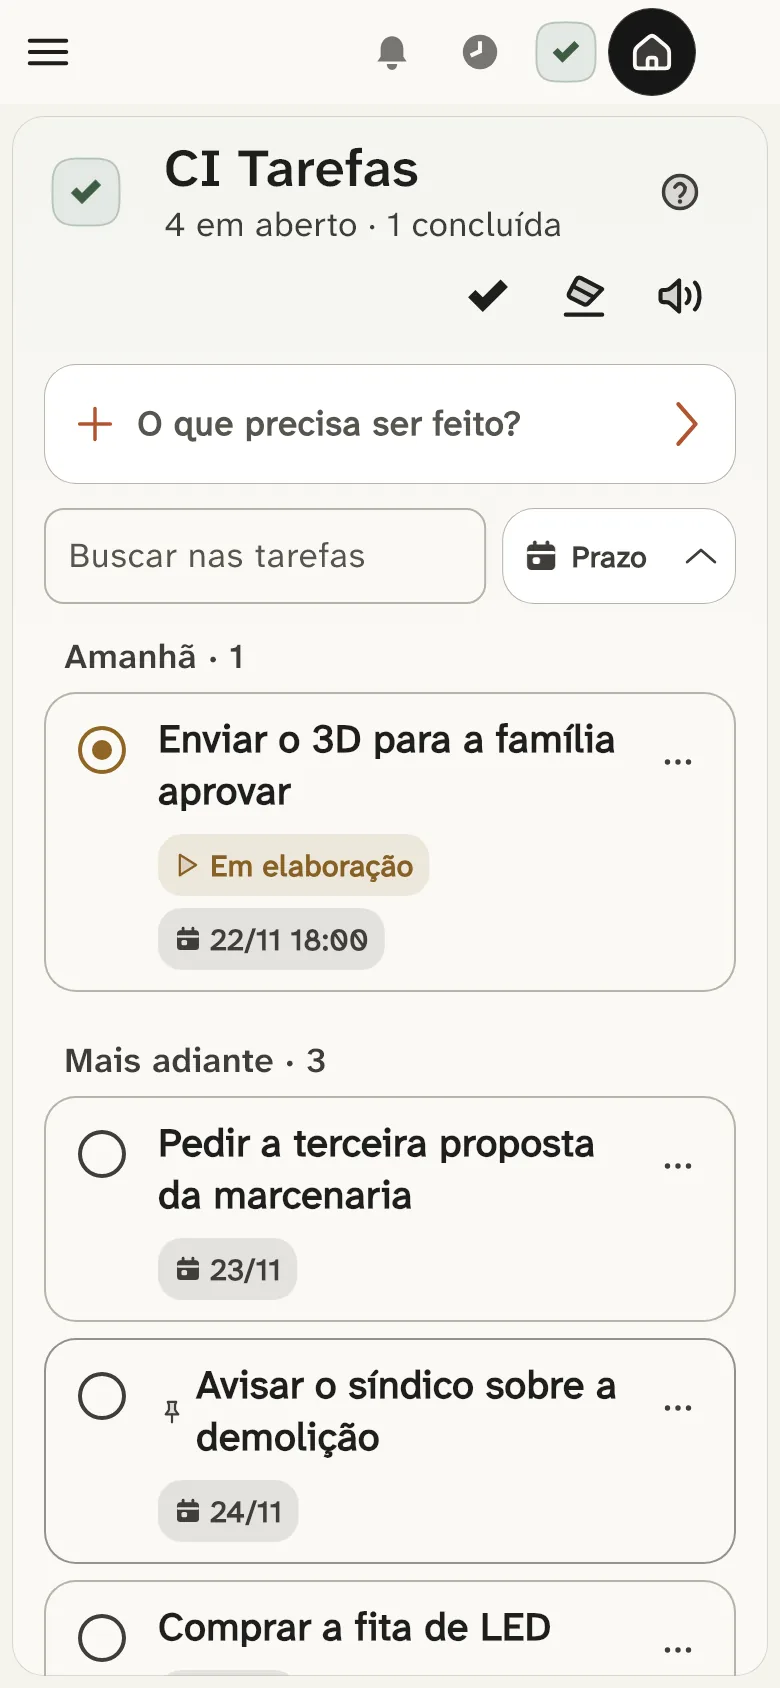 CI Tarefas
4 em aberto · 1 concluída
O que precisa ser feito?
Buscar nas tarefas
Prazo
Amanhã · 1
Enviar o 3D para a família
aprovar
Em elaboração
22/11 18:00
Mais adiante · 3
Pedir a terceira proposta
da marcenaria
23/11
Avisar o síndico sobre a
demolição
24/11
Comprar a fita de LED